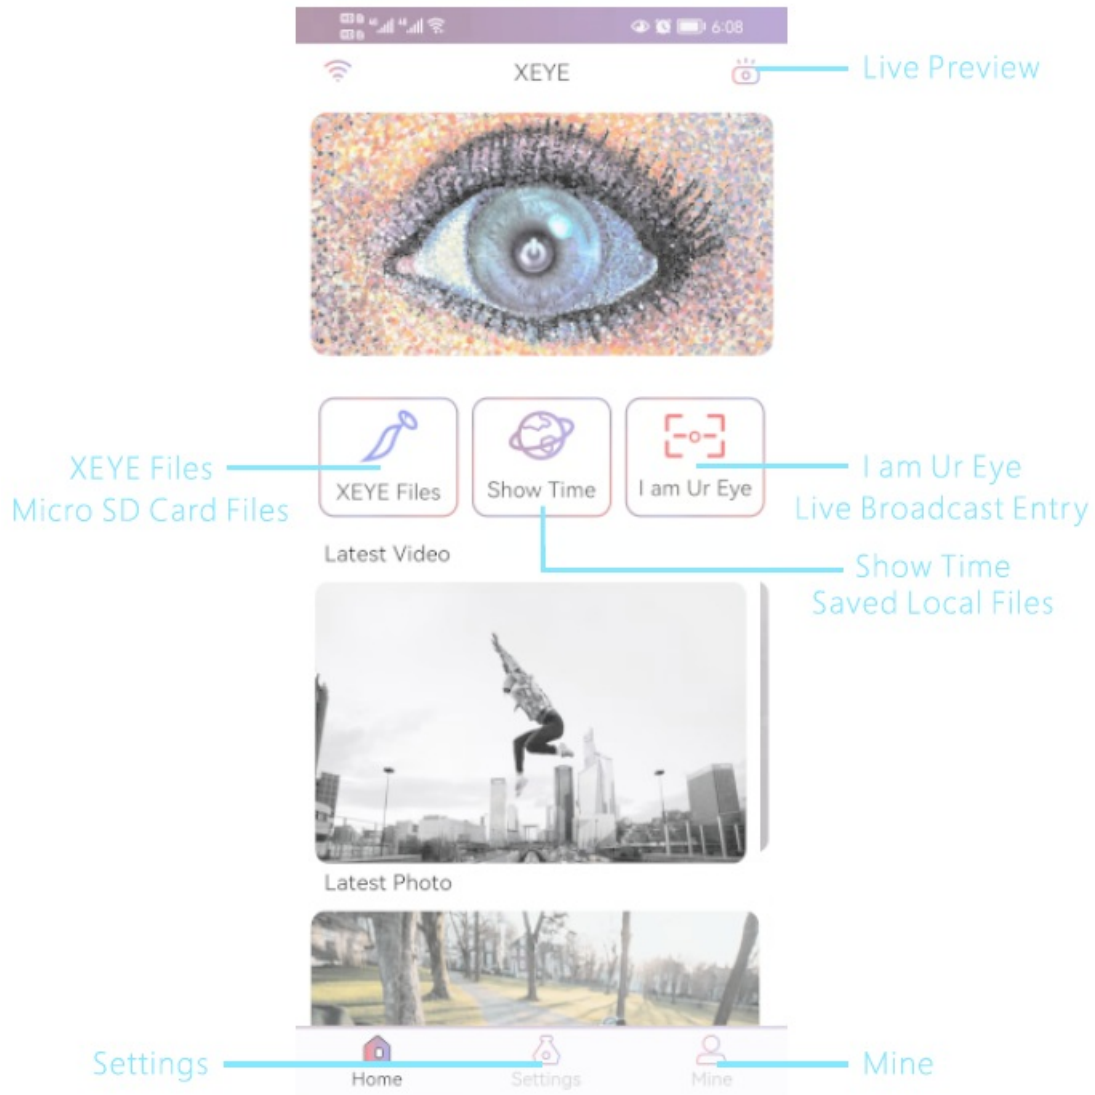 6:08
XEYE
Live Preview
XEYE Files
Micro SD Card Files
XEYE Files
Show Time
I am Ur Eye
I am Ur Eye
Live Broadcast Entry
Show Time
Saved Local Files
Latest Video
Latest Photo
Settings
Home
Settings
Mine
Mine